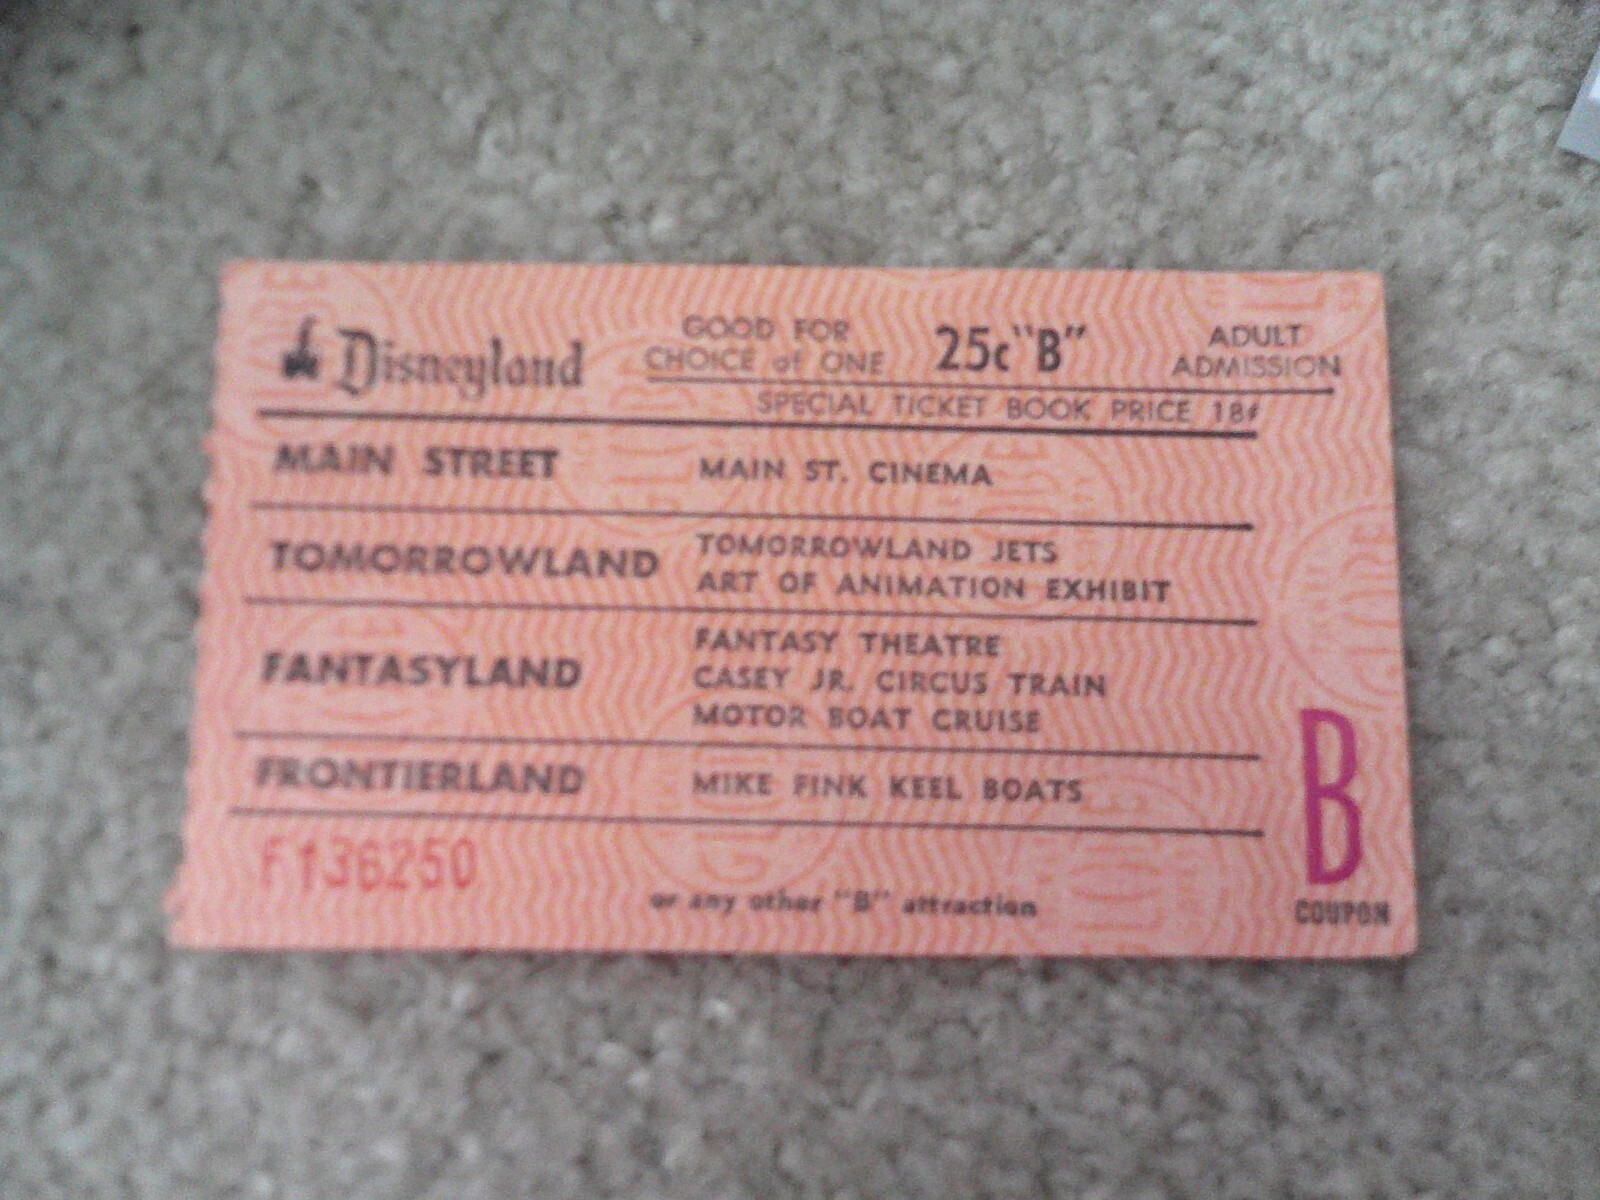 Disneyland GOOD FOR CHOICE of ONE 25c "B" ADULT ADMISSION
SPECIAL TICKET BOOK PRICE 18¢
MAIN STREET MAIN ST. CINEMA
TOMORROWLAND TOMORROWLAND JETS
ART OF ANIMATION EXHIBIT
FANTASYLAND FANTASY THEATRE
CASEY JR. CIRCUS TRAIN
MOTOR BOAT CRUISE
FRONTIERLAND MIKE FINK KEEL BOATS
F136250
or any other "B" attraction
B
COUPON